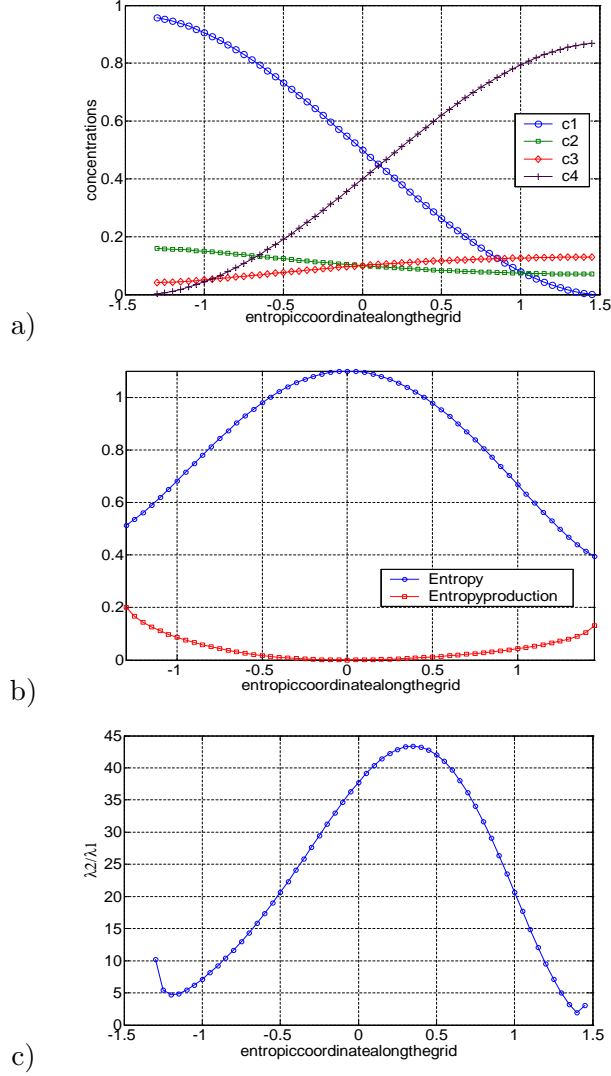 1
0.8
0.6
0.4
0.2
0
concentrations
c1
c2
c3
c4
-1.5 -1 -0.5 0 0.5 1 1.5
entropiccoordinatealongthegrid
a)
1
0.8
0.6
0.4
0.2
0
Entropy
Entropyproduction
-1 -0.5 0 0.5 1
entropiccoordinatealongthegrid
b)
45
40
35
30
25
20
15
10
5
0
λ2/λ1
-1.5 -1 -0.5 0 0.5 1 1.5
entropiccoordinatealongthegrid
c)